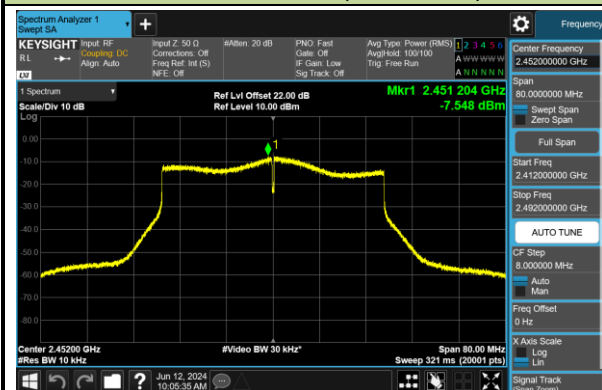 Spectrum Analyzer 1
Swept SA
+
Frequency
KEYSIGHT
RL
LXI
Input: RF
Coupling: DC
Align: Auto
Input Z: 50 Ω
Corrections: Off
Freq Ref: Int (S)
NFE: Off
#Atten: 20 dB
PNO: Fast
Gate: Off
IF Gain: Low
Sig Track: Off
Avg Type: Power (RMS)
Avg|Hold: 100/100
Trig: Free Run
1 2 3 4 5 6
A W W W W W
A N N N N N
1 Spectrum
Scale/Div 10 dB
Log
Ref Lvl Offset 22.00 dB
Ref Level 10.00 dBm
Mkr1 2.451 204 GHz
-7.548 dBm
1
0.00
-10.0
-20.0
-30.0
-40.0
-50.0
-60.0
-70.0
-80.0
Center 2.45200 GHz
#Res BW 10 kHz
#Video BW 30 kHz*
Span 80.00 MHz
Sweep 321 ms (20001 pts)
Center Frequency
2.452000000 GHz
Span
80.0000000 MHz
Swept Span
Zero Span
Full Span
Start Freq
2.412000000 GHz
Stop Freq
2.492000000 GHz
AUTO TUNE
CF Step
8.000000 MHz
Auto
Man
Freq Offset
0 Hz
X Axis Scale
Log
Lin
Signal Track
(Span Zoom)
?
Jun 12, 2024
10:05:35 AM